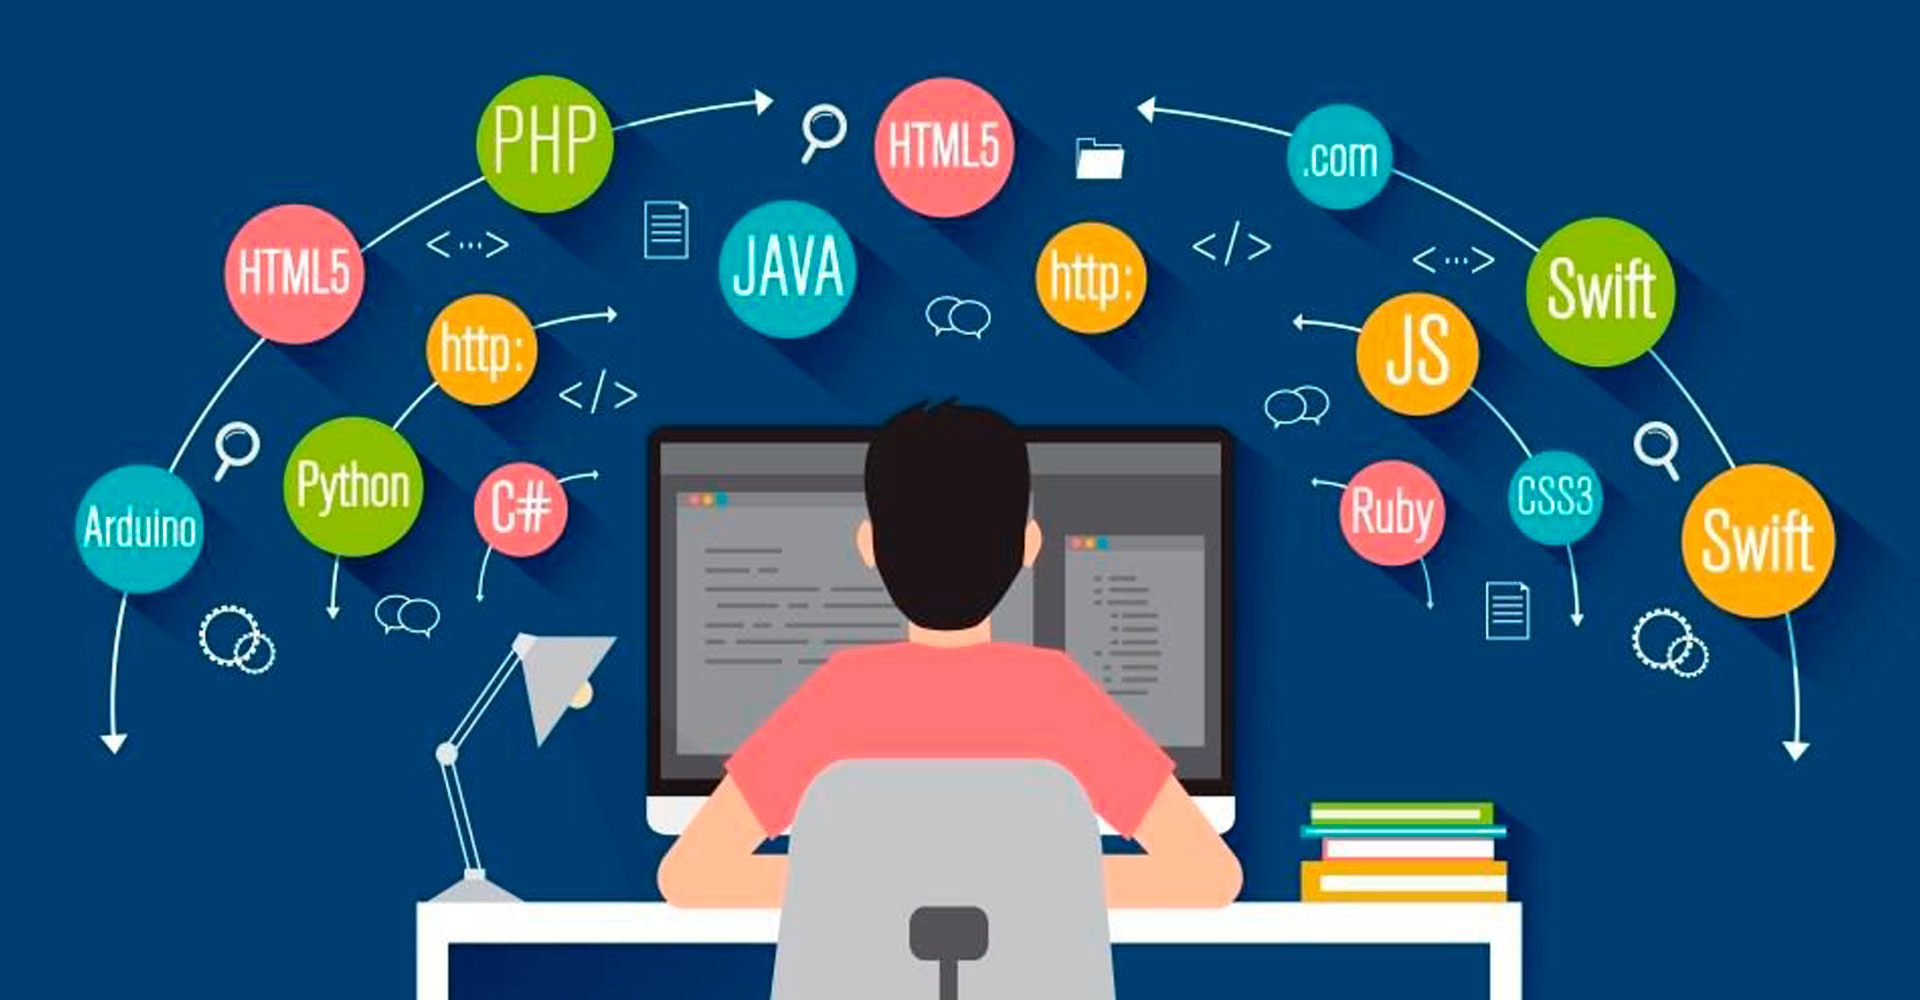 PHP
HTML5
.com
HTML5
JAVA
http:
Swift
http:
JS
Python
C#
Ruby
CSS3
Arduino
Swift
<···>
</>
<···>
</>